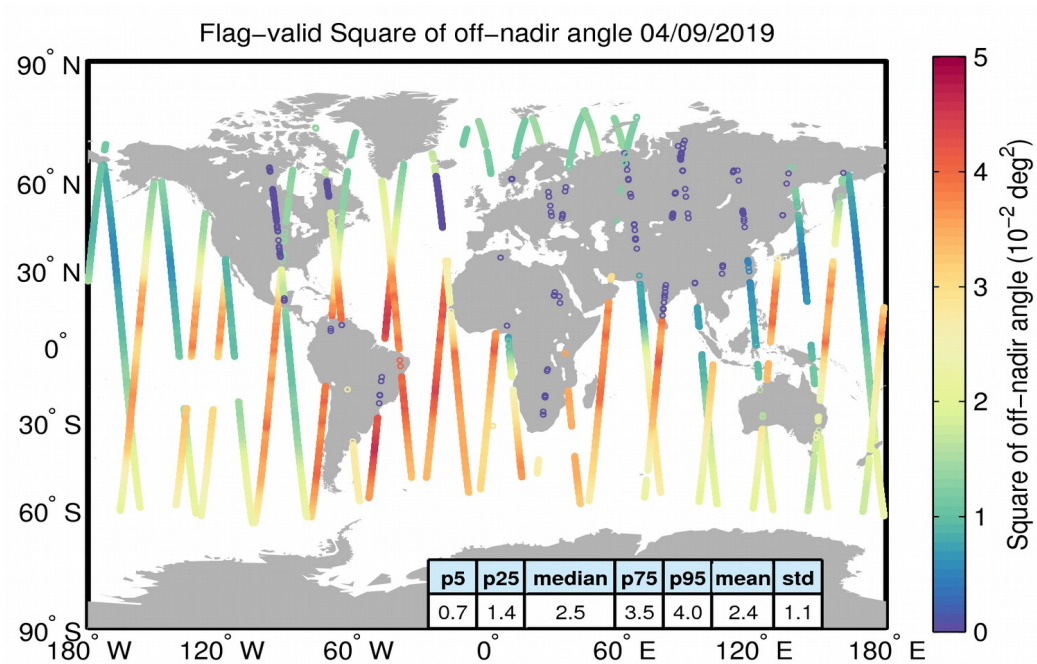 Flag−valid Square of off−nadir angle 04/09/2019
90° N
60° N
30° N
0°
30° S
60° S
90° S
180° W
120° W
60° W
0°
60° E
120° E
180° E
p5 p25 median p75 p95 mean std
0.7 1.4 2.5 3.5 4.0 2.4 1.1
5
4
3
2
1
0
Square of off−nadir angle (10⁻² deg²)